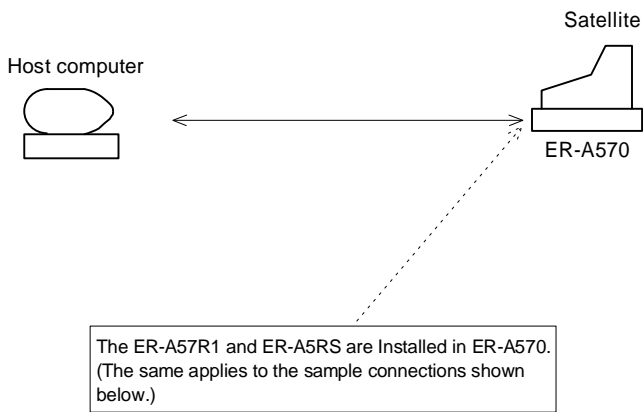 Satellite
Host computer
ER-A570
The ER-A57R1 and ER-A5RS are Installed in ER-A570.
(The same applies to the sample connections shown
below.)